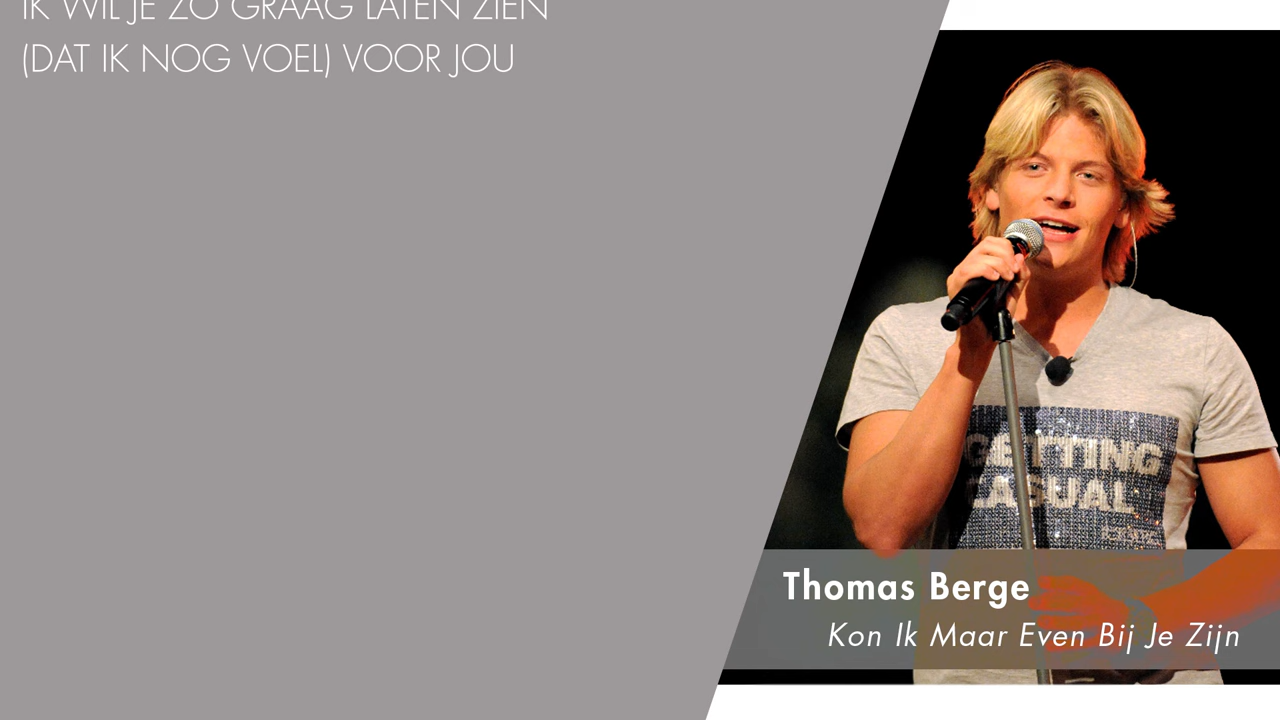 IK WIL JE ZO GRAAG LATEN ZIEN
(DAT IK NOG VOEL) VOOR JOU
GETTING
CASUAL
Thomas Berge
Kon Ik Maar Even Bij Je Zijn